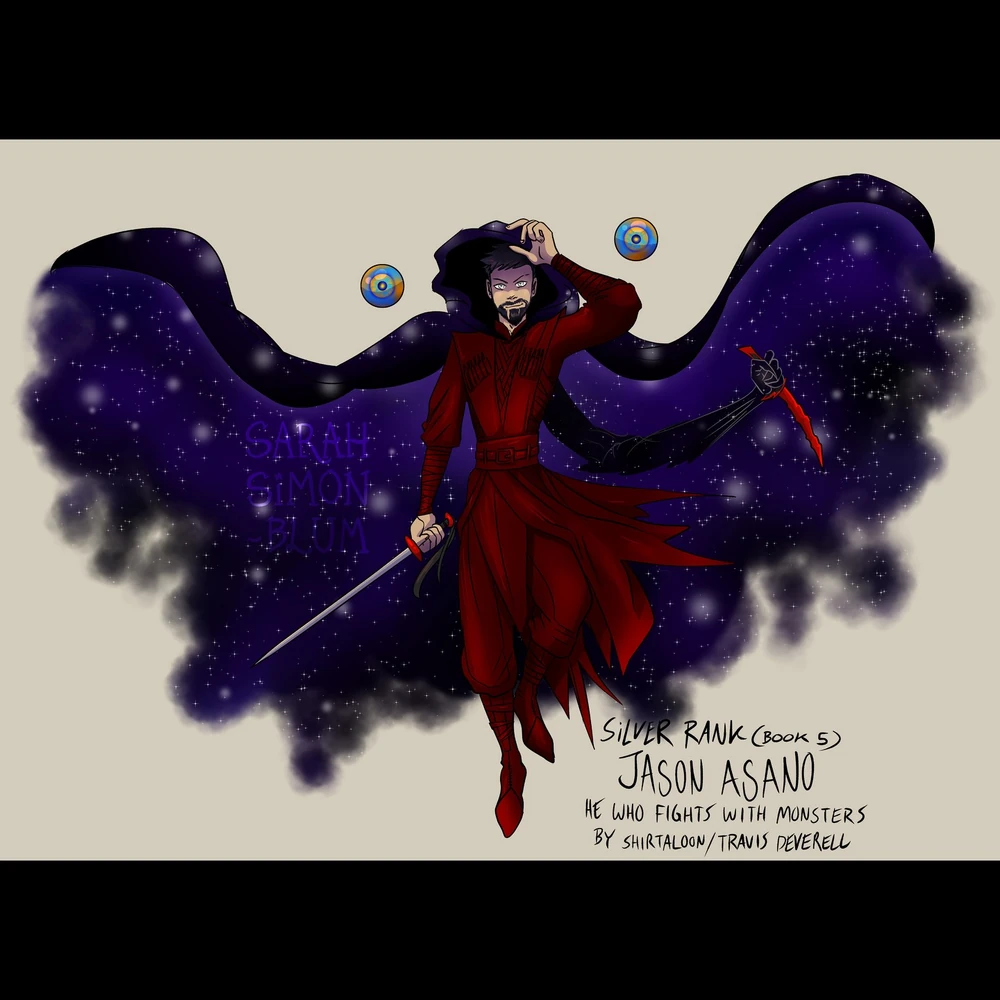 SARAH
SiMON
-BLUM
SiLVER RANK (BOOK 5)
JASON ASANO
HE WHO FIGHTS WITH MONSTERS
BY SHIRTALOON/TRAVIS DEVERELL